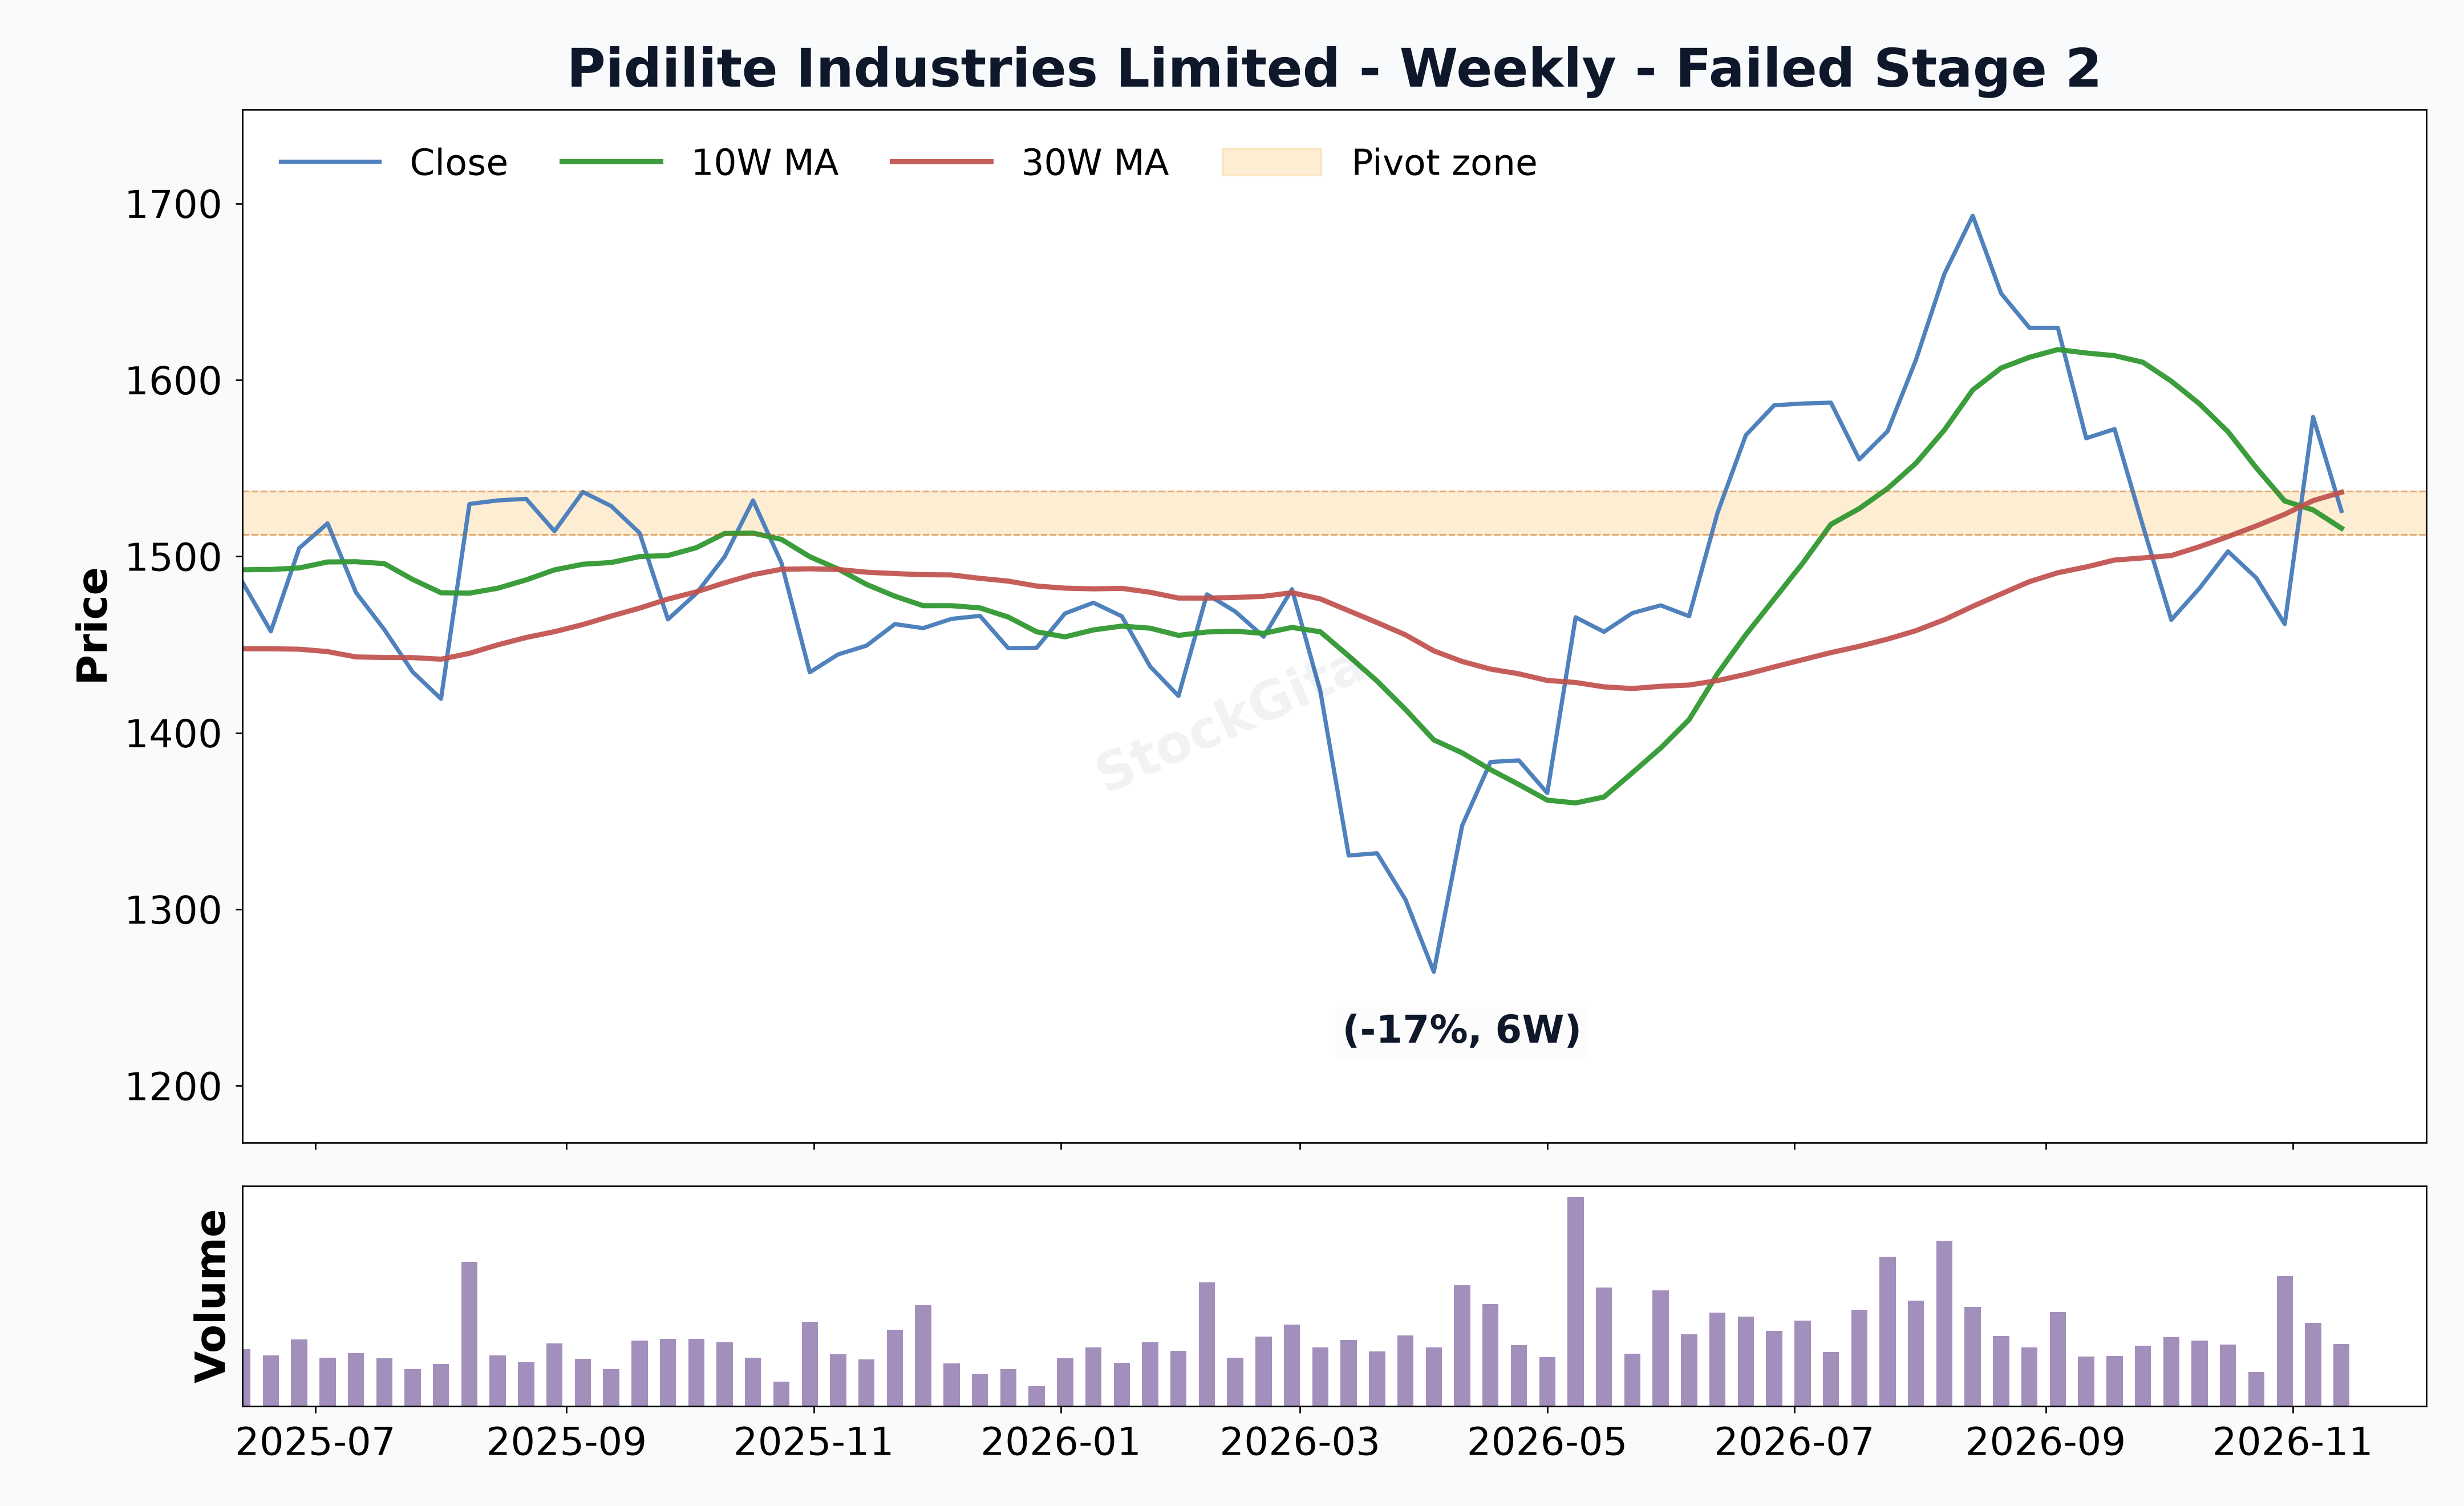 Pidilite Industries Limited - Weekly - Failed Stage 2
Close 10W MA 30W MA Pivot zone
1700
1600
1500
1400
1300
1200
Price
StockGita
(-17%, 6W)
Volume
2025-07 2025-09 2025-11 2026-01 2026-03 2026-05 2026-07 2026-09 2026-11